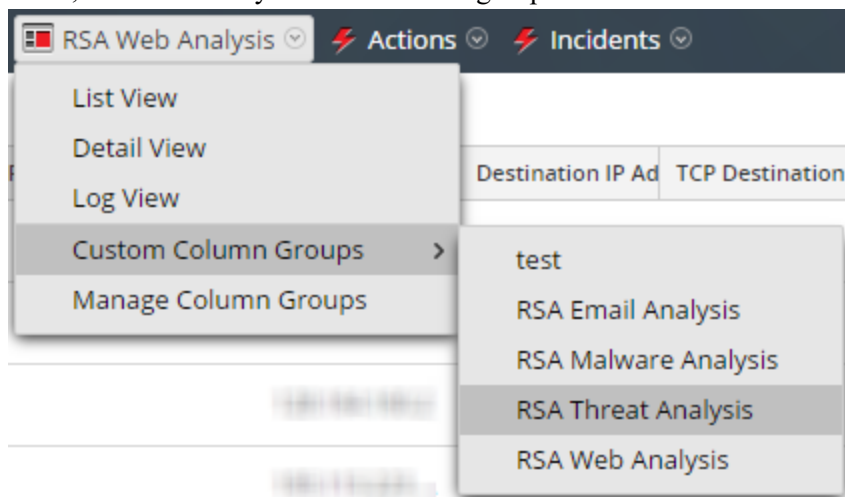 RSA Web Analysis Actions Incidents
List View
Detail View
Log View
Custom Column Groups
Manage Column Groups
Destination IP Ad TCP Destination
test
RSA Email Analysis
RSA Malware Analysis
RSA Threat Analysis
RSA Web Analysis